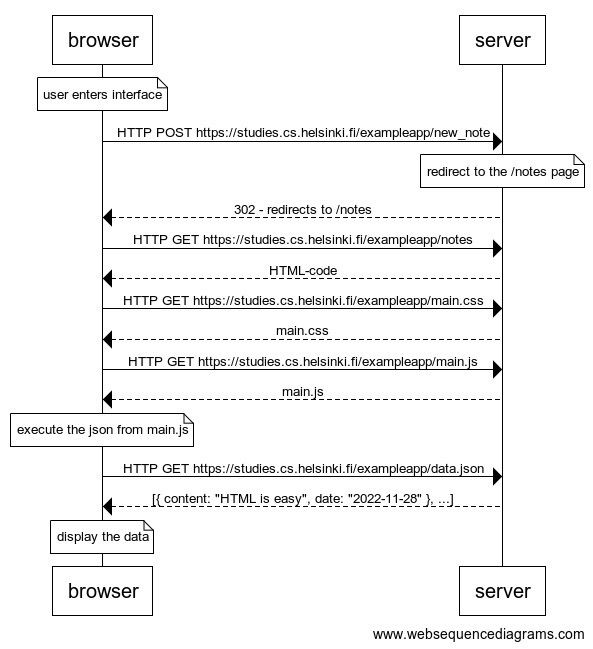 browser
server
user enters interface
HTTP POST https://studies.cs.helsinki.fi/exampleapp/new_note
redirect to the /notes page
302 - redirects to /notes
HTTP GET https://studies.cs.helsinki.fi/exampleapp/notes
HTML-code
HTTP GET https://studies.cs.helsinki.fi/exampleapp/main.css
main.css
HTTP GET https://studies.cs.helsinki.fi/exampleapp/main.js
main.js
execute the json from main.js
HTTP GET https://studies.cs.helsinki.fi/exampleapp/data.json
[{ content: "HTML is easy", date: "2022-11-28" }, ...]
display the data
browser
server
www.websequencediagrams.com